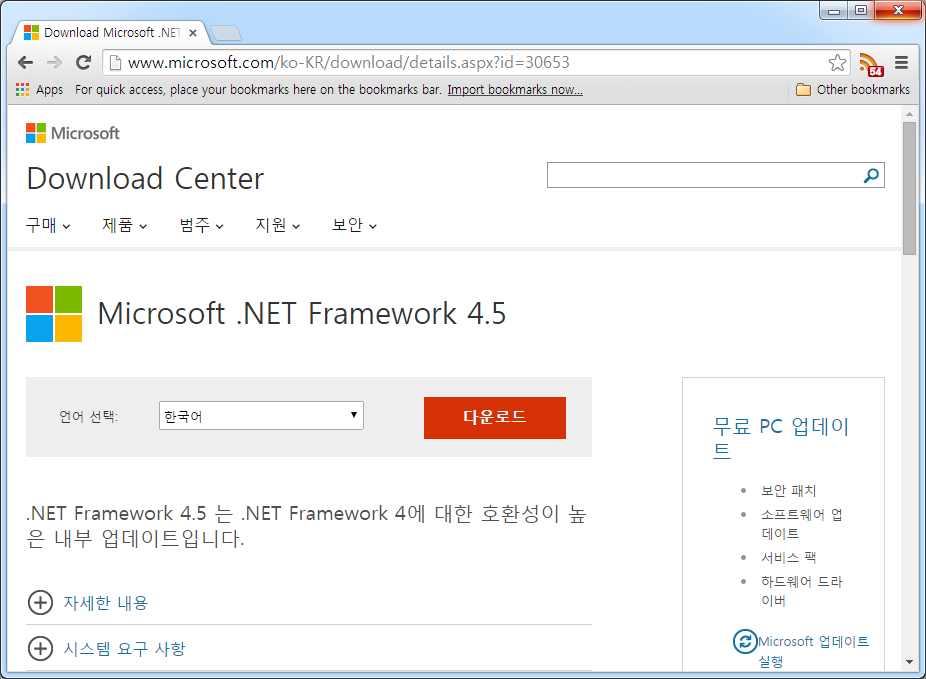 Download Microsoft .NET
www.microsoft.com/ko-KR/download/details.aspx?id=30653
54
Apps For quick access, place your bookmarks here on the bookmarks bar. Import bookmarks now... Other bookmarks
Microsoft
Download Center
구매 제품 범주 지원 보안
Microsoft .NET Framework 4.5
언어 선택: 한국어 다운로드
.NET Framework 4.5 는 .NET Framework 4에 대한 호환성이 높
은 내부 업데이트입니다.
자세한 내용
시스템 요구 사항
무료 PC 업데이
트
보안 패치
소프트웨어 업
데이트
서비스 팩
하드웨어 드라
이버
Microsoft 업데이트
실행